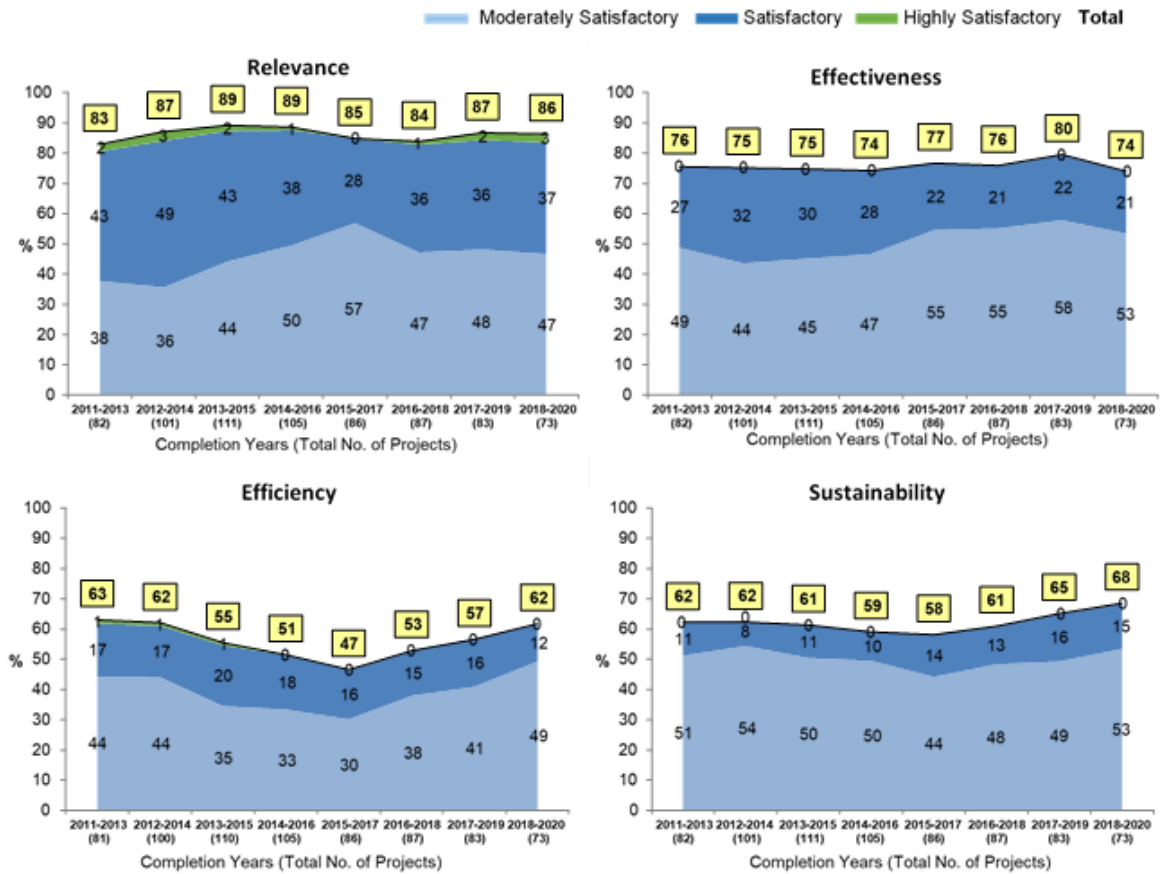 Moderately Satisfactory Satisfactory Highly Satisfactory Total
Relevance
100
90
80
70
60
50
40
30
20
10
0
%
83 87 89 89 85 84 87 86
2 3 2 1 0 1 2 3
43 49 43 38 28 36 36 37
38 36 44 50 57 47 48 47
2011-2013 2012-2014 2013-2015 2014-2016 2015-2017 2016-2018 2017-2019 2018-2020
(82) (101) (111) (105) (86) (87) (83) (73)
Completion Years (Total No. of Projects)
Effectiveness
100
90
80
70
60
50
40
30
20
10
0
%
76 75 75 74 77 76 80 74
0 0 0 0 0 0
27 32 30 28 22 21 22 21
49 44 45 47 55 55 58 53
2011-2013 2012-2014 2013-2015 2014-2016 2015-2017 2016-2018 2017-2019 2018-2020
(82) (101) (111) (105) (86) (87) (83) (73)
Completion Years (Total No. of Projects)
Efficiency
100
90
80
70
60
50
40
30
20
10
0
%
63 62 55 51 47 53 57 62
1 1 1 0 0 0 0 0
17 17 20 18 16 15 16 12
44 44 35 33 30 38 41 49
2011-2013 2012-2014 2013-2015 2014-2016 2015-2017 2016-2018 2017-2019 2018-2020
(81) (100) (110) (105) (86) (87) (83) (73)
Completion Years (Total No. of Projects)
Sustainability
100
90
80
70
60
50
40
30
20
10
0
%
62 62 61 59 58 61 65 68
0 0 0 0 0 0
11 8 11 10 14 13 16 15
51 54 50 50 44 48 49 53
2011-2013 2012-2014 2013-2015 2014-2016 2015-2017 2016-2018 2017-2019 2018-2020
(82) (101) (111) (105) (86) (87) (83) (73)
Completion Years (Total No. of Projects)